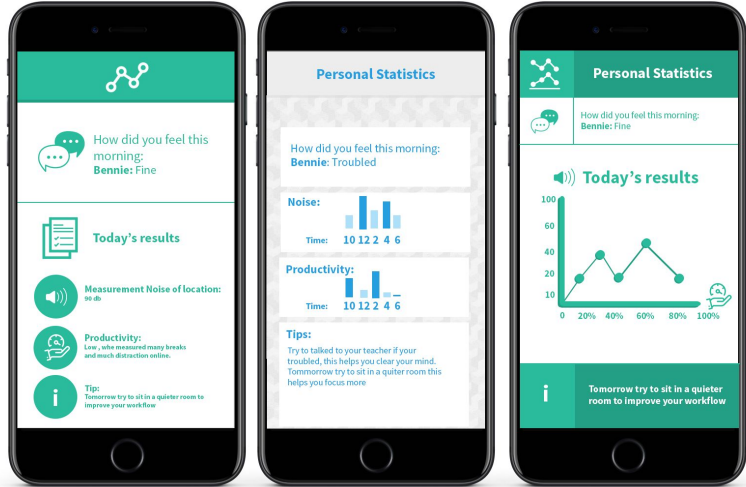 How did you feel this
morning:
Bennie: Fine
Today's results
Measurement Noise of location:
90 db
Productivity:
Low , whe measured many breaks
and much distraction online.
Tip:
Tomorrow try to sit in a quieter room to
improve your workflow
Personal Statistics
How did you feel this morning:
Bennie: Troubled
Noise:
Time: 10 12 2 4 6
Productivity:
Time: 10 12 2 4 6
Tips:
Try to talked to your teacher if your
troubled, this helps you clear your mind.
Tommorrow try to sit in a quiter room this
helps you focus more
Personal Statistics
How did you feel this morning:
Bennie: Fine
Today's results
100
60
40
20
10
0 20% 40% 60% 80% 100%
Tomorrow try to sit in a quieter
room to improve your workflow